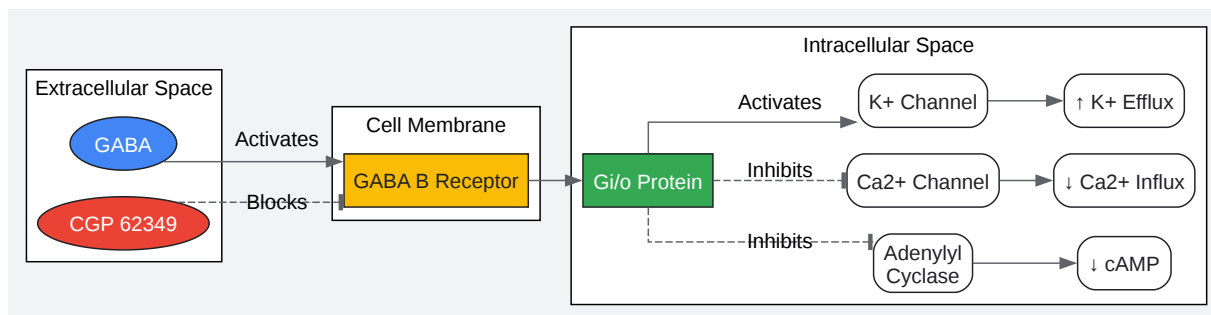 Extracellular Space
GABA
CGP 62349
Activates
Blocks
Cell Membrane
GABA B Receptor
Intracellular Space
Gi/o Protein
Activates
K+ Channel
↑ K+ Efflux
Inhibits
Ca2+ Channel
↓ Ca2+ Influx
Inhibits
Adenylyl
Cyclase
↓ cAMP